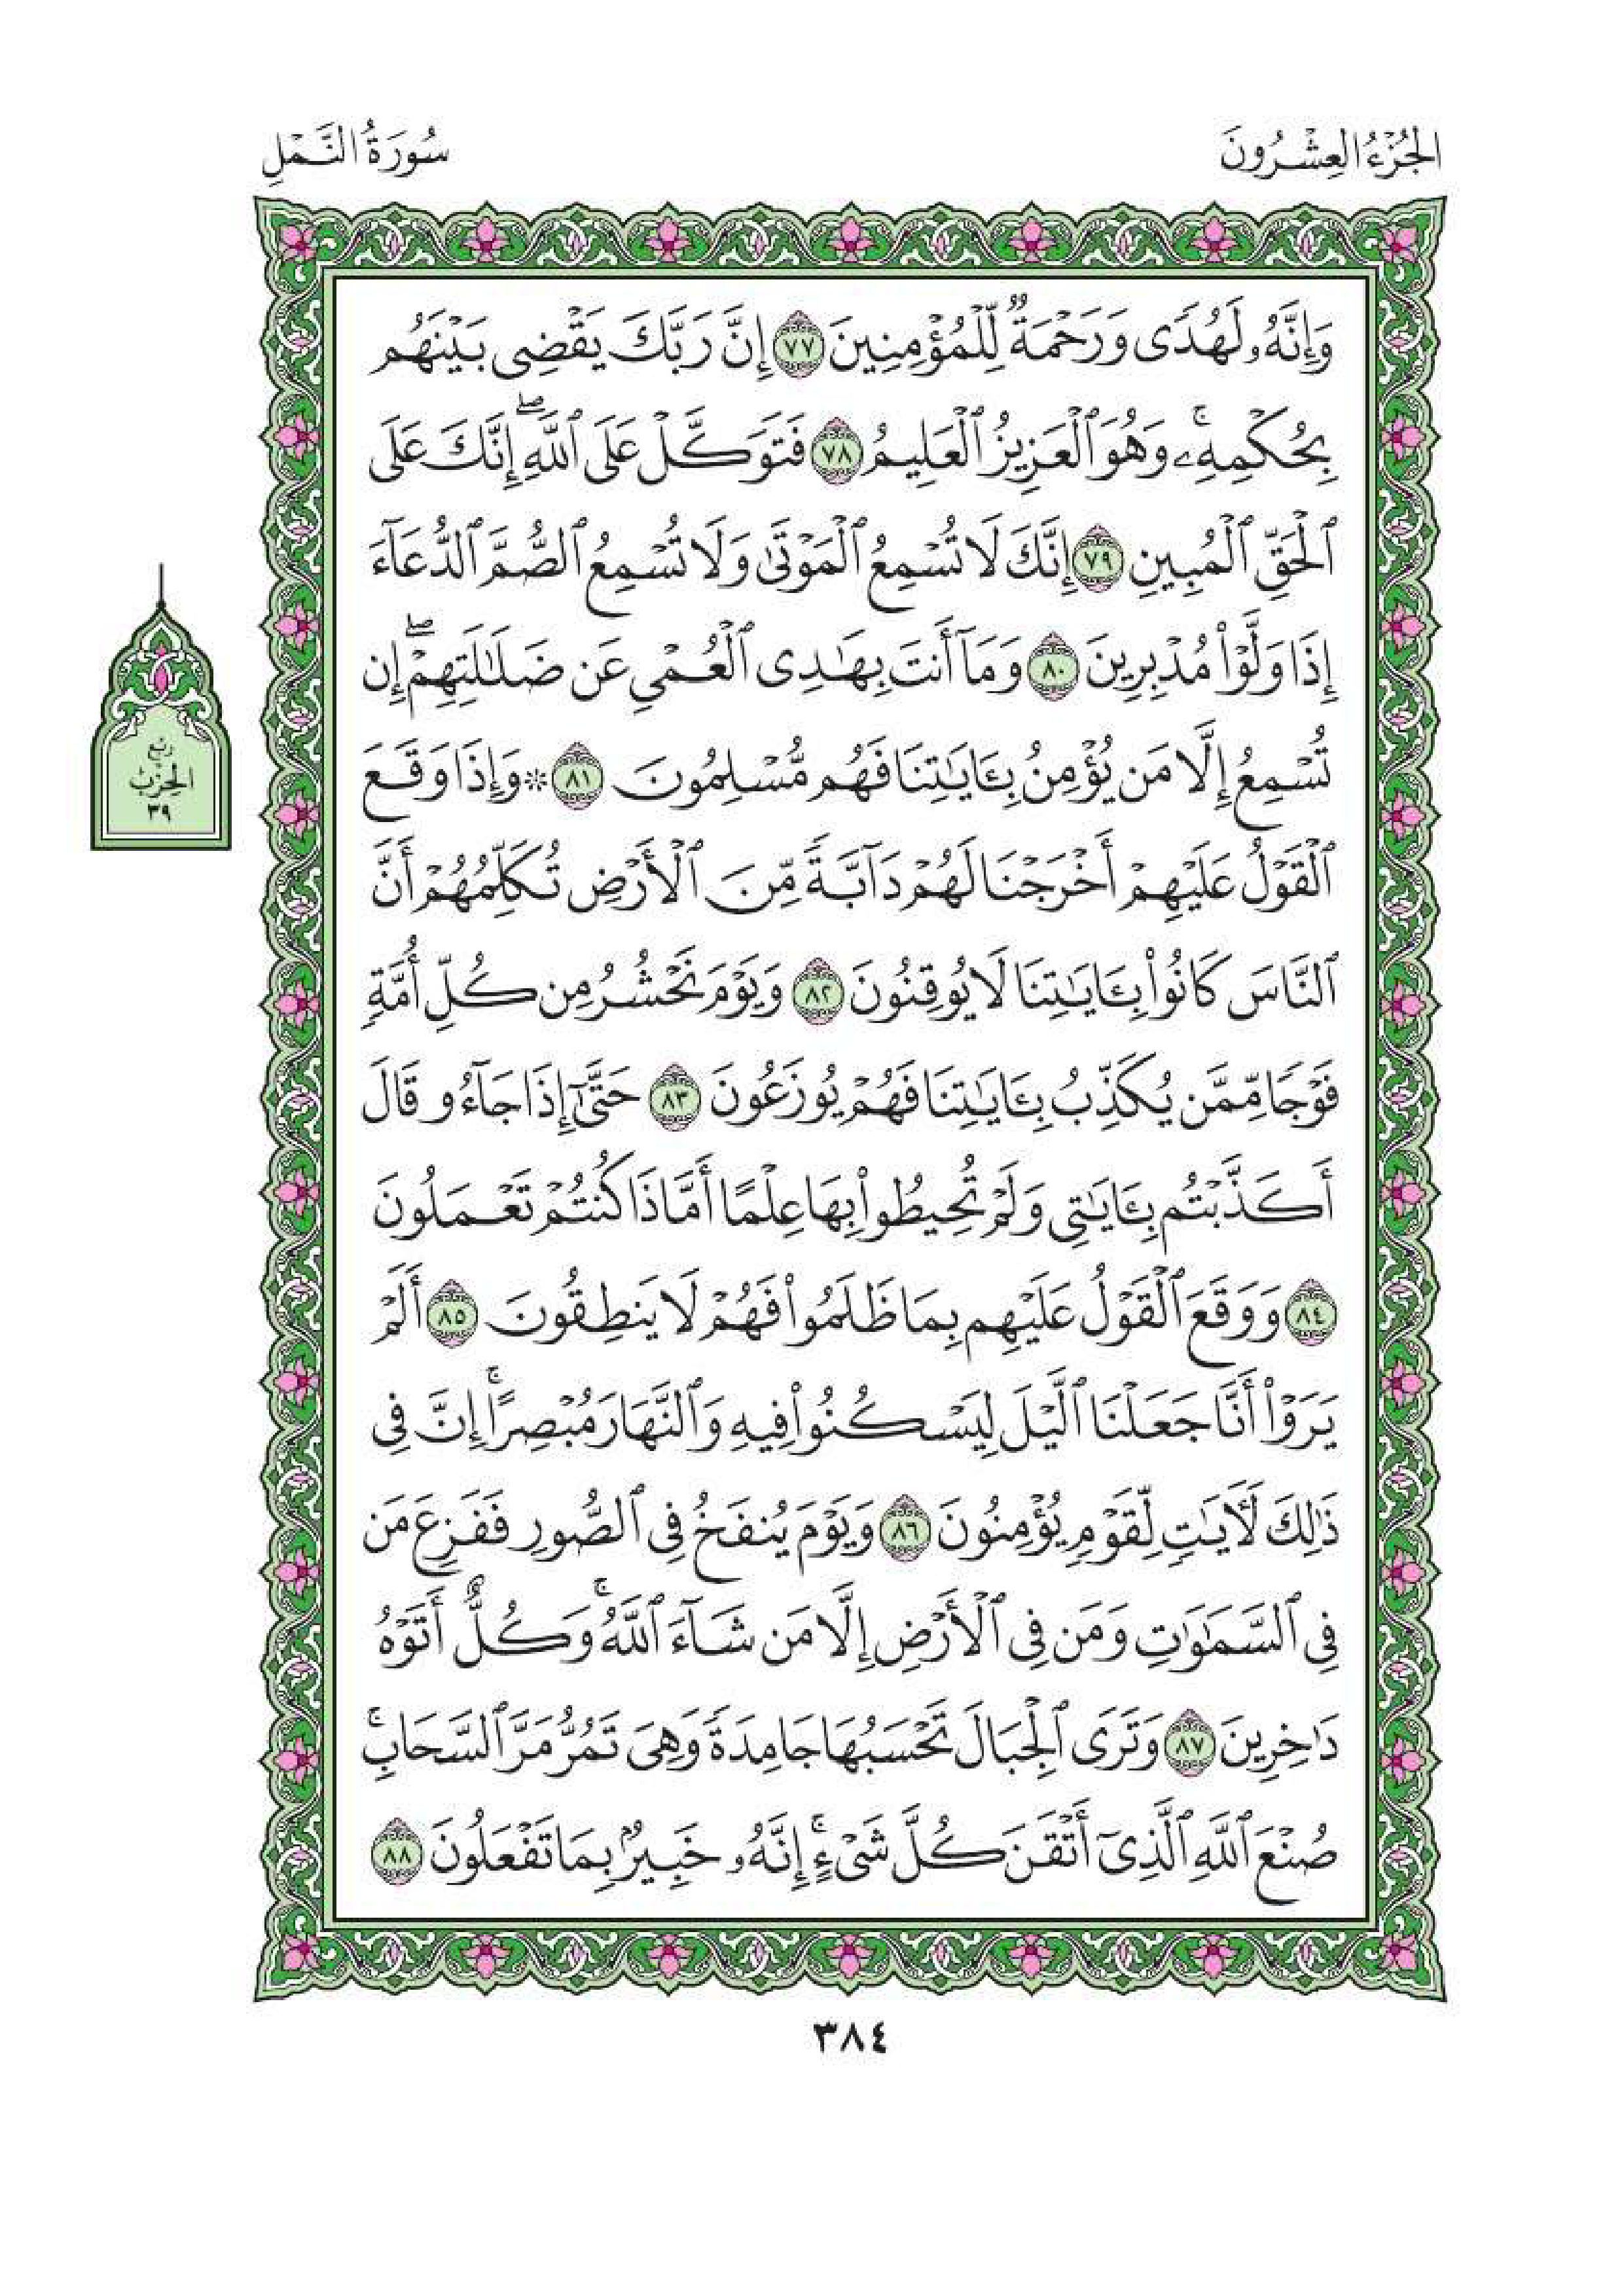 الجُزْءُ العِشْرُونَ
سُورَةُ النَّمْلِ
وَإِنَّهُۥ لَهُدًى وَرَحْمَةٌ لِّلْمُؤْمِنِينَ ٧٧ إِنَّ رَبَّكَ يَقْضِى بَيْنَهُم
بِحُكْمِهِۦۚ وَهُوَ ٱلْعَزِيزُ ٱلْعَلِيمُ ٧٨ فَتَوَكَّلْ عَلَى ٱللَّهِۖ إِنَّكَ عَلَى
ٱلْحَقِّ ٱلْمُبِينِ ٧٩ إِنَّكَ لَا تُسْمِعُ ٱلْمَوْتَىٰ وَلَا تُسْمِعُ ٱلصُّمَّ ٱلدُّعَآءَ
إِذَا وَلَّوْا۟ مُدْبِرِينَ ٨٠ وَمَآ أَنتَ بِهَـٰدِى ٱلْعُمْىِ عَن ضَلَـٰلَتِهِمْۖ إِن
تُسْمِعُ إِلَّا مَن يُؤْمِنُ بِـَٔايَـٰتِنَا فَهُم مُّسْلِمُونَ ٨١ ۞ وَإِذَا وَقَعَ
ٱلْقَوْلُ عَلَيْهِمْ أَخْرَجْنَا لَهُمْ دَآبَّةً مِّنَ ٱلْأَرْضِ تُكَلِّمُهُمْ أَنَّ
ٱلنَّاسَ كَانُوا۟ بِـَٔايَـٰتِنَا لَا يُوقِنُونَ ٨٢ وَيَوْمَ نَحْشُرُ مِن كُلِّ أُمَّةٍ
فَوْجًا مِّمَّن يُكَذِّبُ بِـَٔايَـٰتِنَا فَهُمْ يُوزَعُونَ ٨٣ حَتَّىٰٓ إِذَا جَآءُو قَالَ
أَكَذَّبْتُم بِـَٔايَـٰتِى وَلَمْ تُحِيطُوا۟ بِهَا عِلْمًا أَمَّاذَا كُنتُمْ تَعْمَلُونَ
٨٤ وَوَقَعَ ٱلْقَوْلُ عَلَيْهِم بِمَا ظَلَمُوا۟ فَهُمْ لَا يَنطِقُونَ ٨٥ أَلَمْ
يَرَوْا۟ أَنَّا جَعَلْنَا ٱلَّيْلَ لِيَسْكُنُوا۟ فِيهِ وَٱلنَّهَارَ مُبْصِرًاۚ إِنَّ فِى
ذَٰلِكَ لَـَٔايَـٰتٍ لِّقَوْمٍ يُؤْمِنُونَ ٨٦ وَيَوْمَ يُنفَخُ فِى ٱلصُّورِ فَفَزِعَ مَن
فِى ٱلسَّمَـٰوَٰتِ وَمَن فِى ٱلْأَرْضِ إِلَّا مَن شَآءَ ٱللَّهُۚ وَكُلٌّ أَتَوْهُ
دَٰخِرِينَ ٨٧ وَتَرَى ٱلْجِبَالَ تَحْسَبُهَا جَامِدَةً وَهِىَ تَمُرُّ مَرَّ ٱلسَّحَابِۚ
صُنْعَ ٱللَّهِ ٱلَّذِىٓ أَتْقَنَ كُلَّ شَىْءٍۚ إِنَّهُۥ خَبِيرٌۢ بِمَا تَفْعَلُونَ ٨٨
رُبْع
الحِزْب
٣٩
٣٨٤